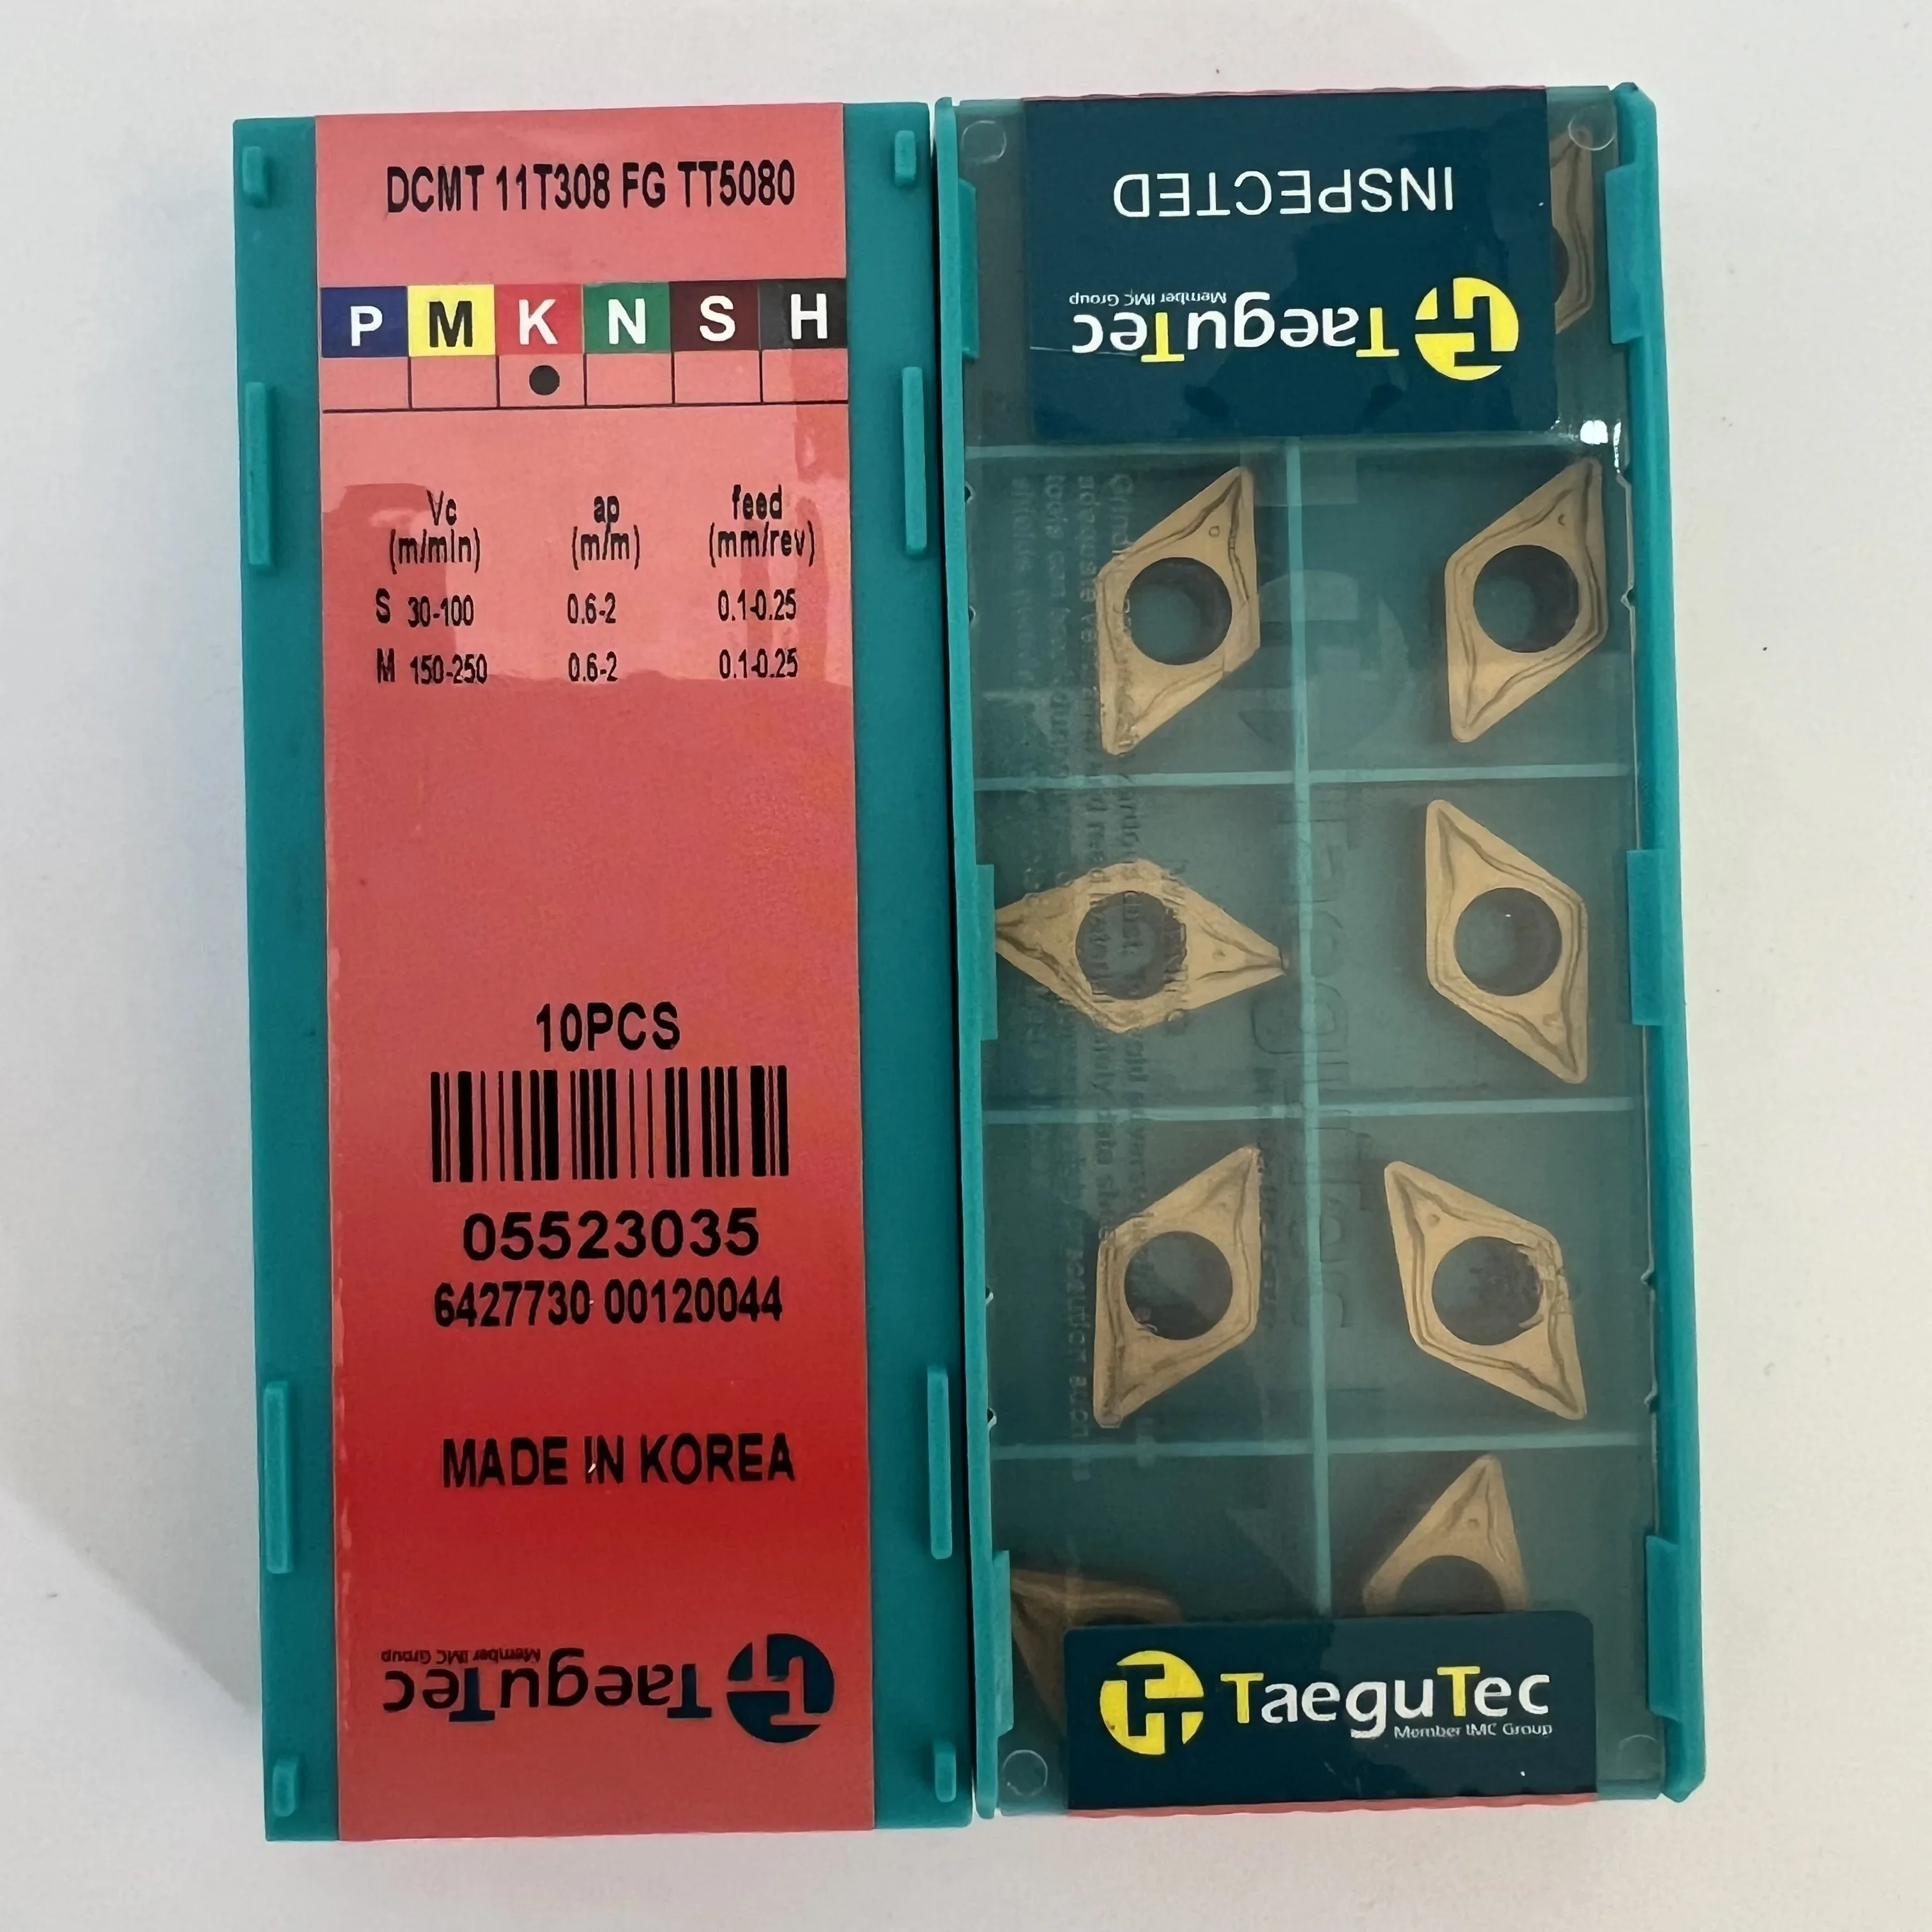 DCMT 11T308 FG TT5080
P M K N S H
Vc ap feed
(m/min) (m/m) (mm/rev)
S 30-100 0.6-2 0.1-0.25
M 150-250 0.6-2 0.1-0.25
10PCS
05523035
6427730 00120044
MADE IN KOREA
TaeguTec
Member IMC Group
INSPECTED
TaeguTec
Member IMC Group
TaeguTec
Member IMC Group